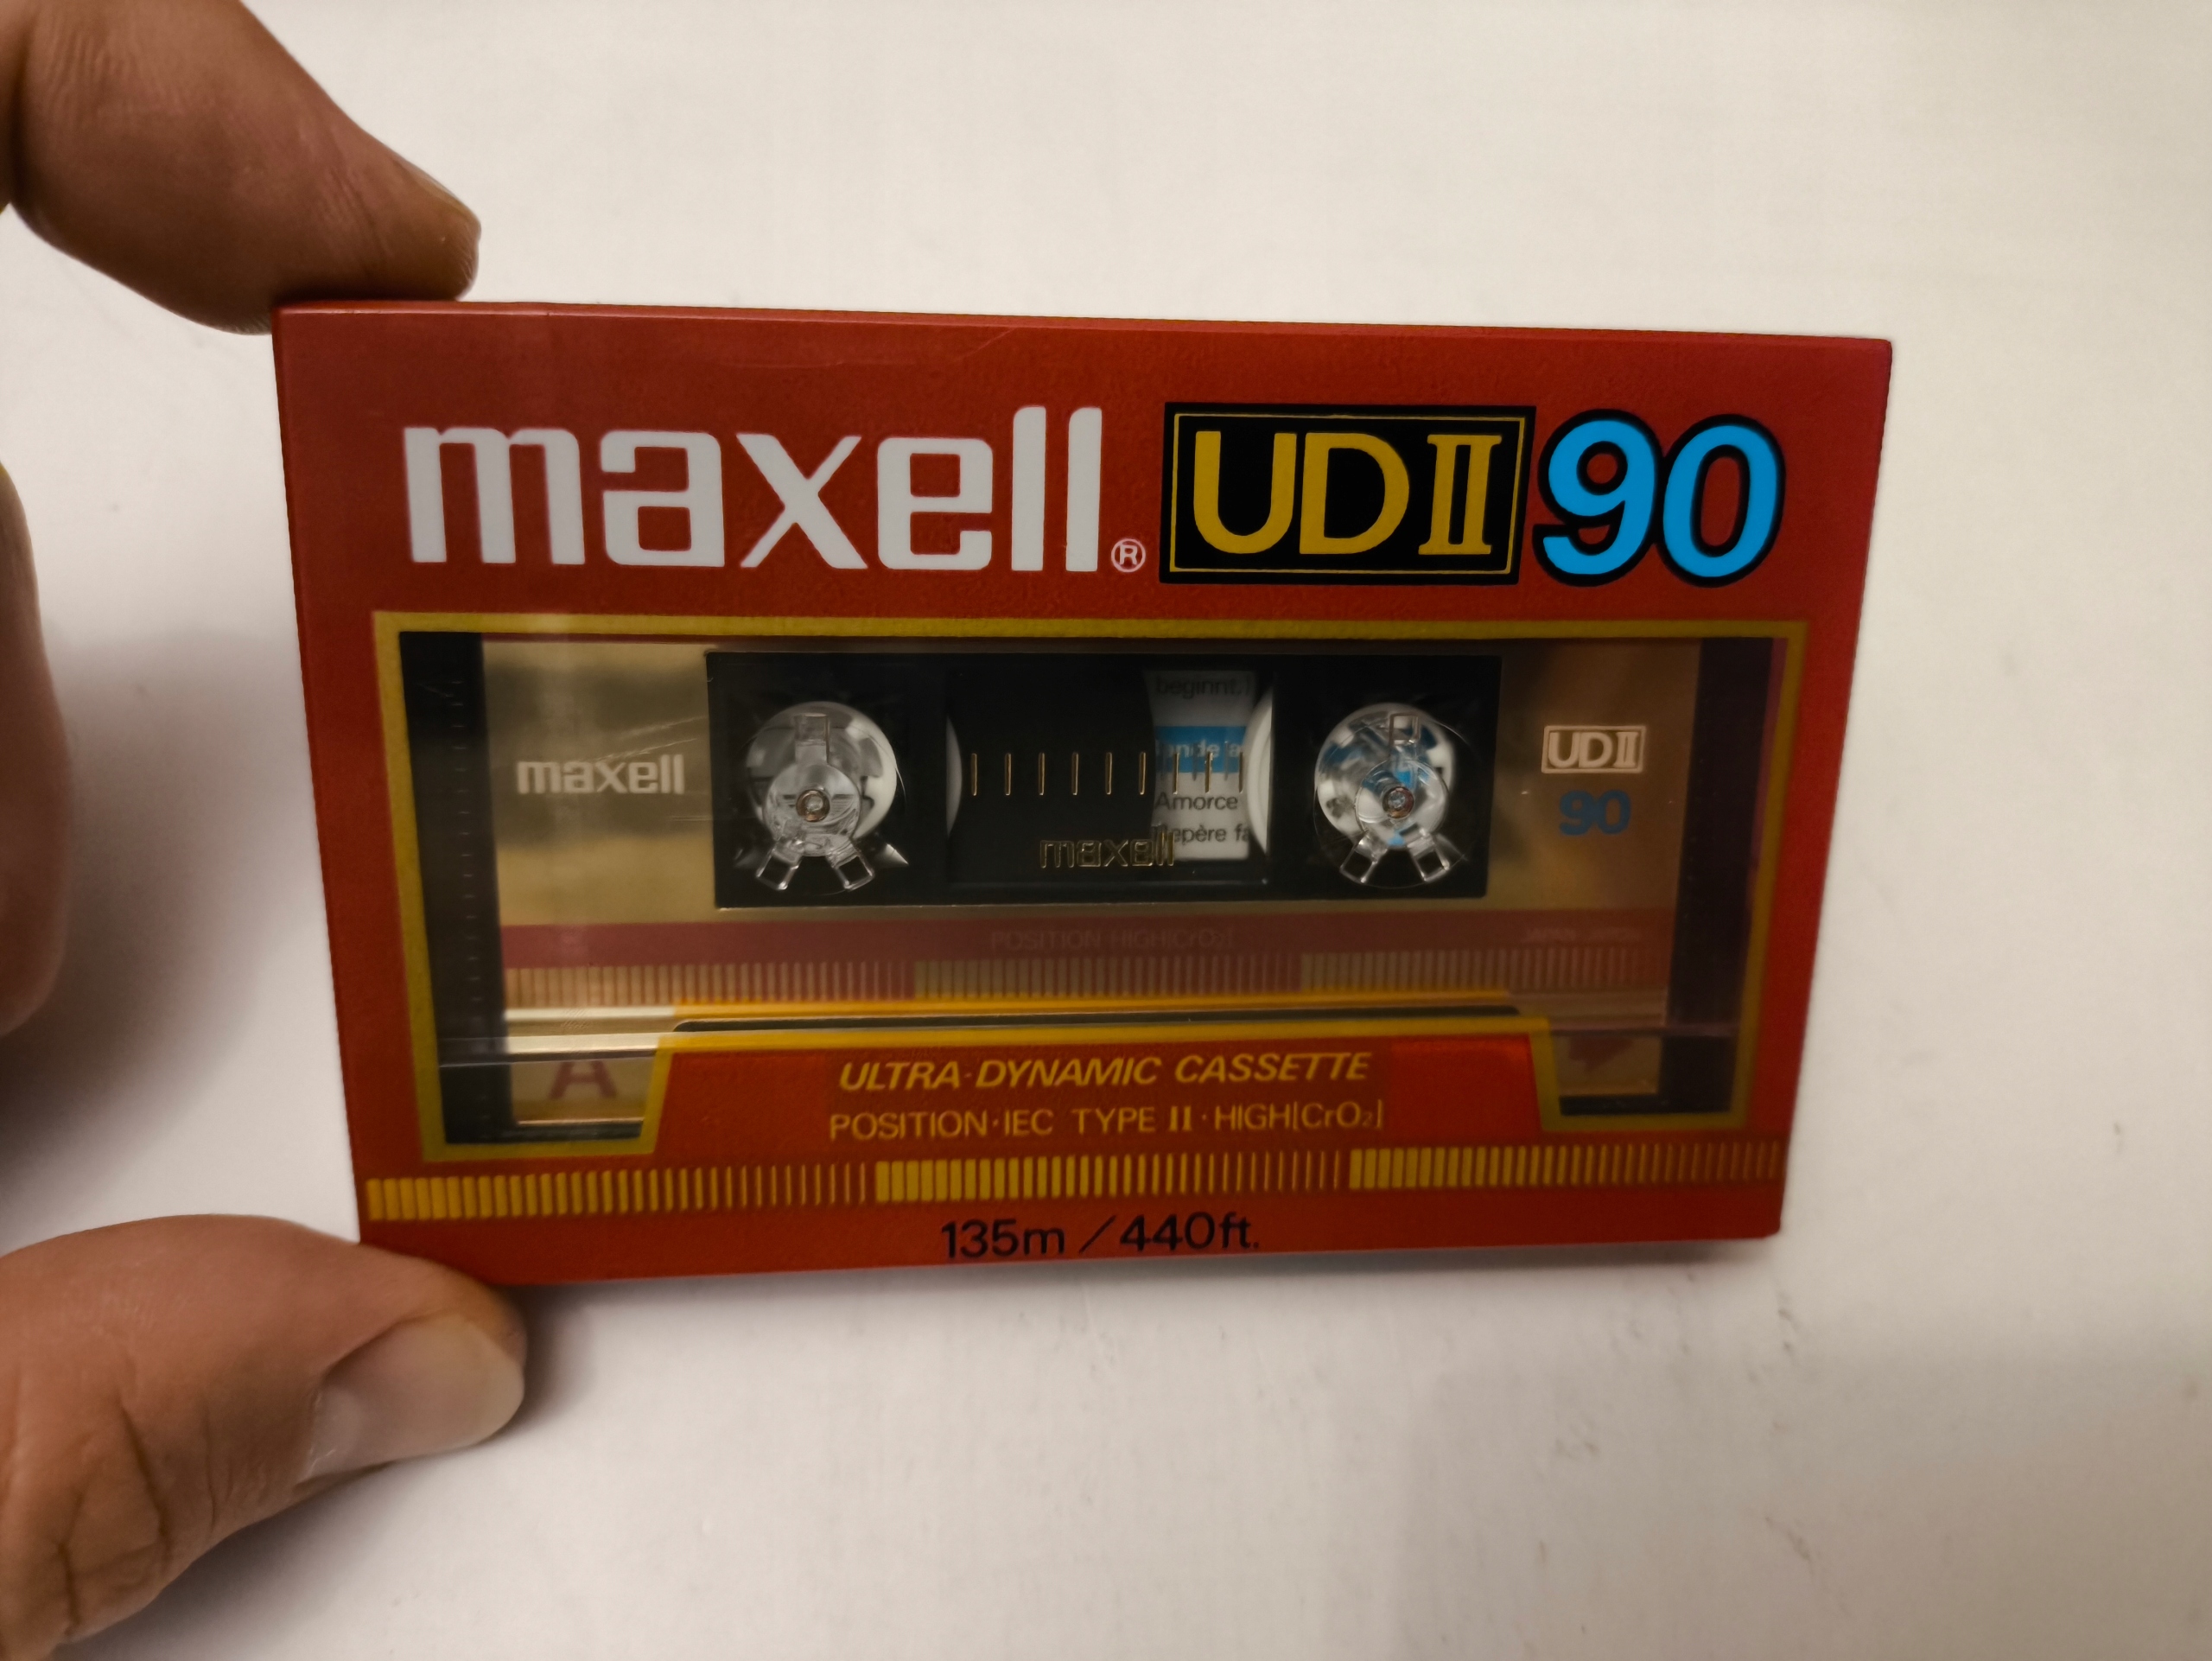 maxell® UDII 90
maxell
UDII
90
beginnt.)
Amorce
maxell
POSITION HIGH(CrO₂)
A
ULTRA-DYNAMIC CASSETTE
POSITION·IEC TYPE II·HIGH[CrO₂]
135m/440ft.